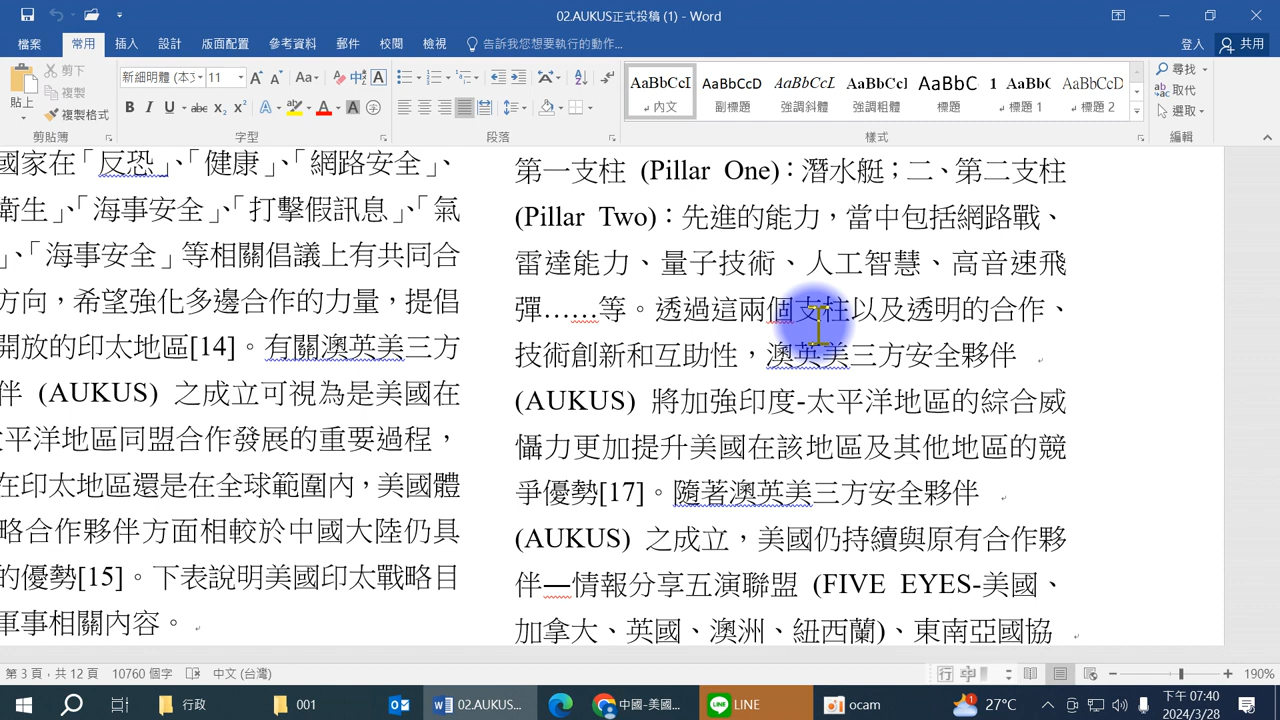 02.AUKUS正式投稿 (1) - Word
檔案 常用 插入 設計 版面配置 參考資料 郵件 校閱 檢視 告訴我您想要執行的動作... 登入 共用
貼上 剪下 複製 複製格式
新細明體 (本文 11
AaBbCcI AaBbCcD AaBbCcL AaBbCcI AaBbC 1 AaBb( AaBbCcD
內文 副標題 強調斜體 強調粗體 標題 標題 1 標題 2
尋找 取代 選取
剪貼簿 字型 段落 樣式 編輯
國家在「反恐」、「健康」、「網路安全」、
衛生」、「海事安全」、「打擊假訊息」、「氣
」、「海事安全」等相關倡議上有共同合
方向，希望強化多邊合作的力量，提倡
開放的印太地區[14]。有關澳英美三方
伴 (AUKUS) 之成立可視為是美國在
太平洋地區同盟合作發展的重要過程，
在印太地區還是在全球範圍內，美國體
略合作夥伴方面相較於中國大陸仍具
的優勢[15]。下表說明美國印太戰略目
軍事相關內容。
第一支柱 (Pillar One)：潛水艇；二、第二支柱
(Pillar Two)：先進的能力，當中包括網路戰、
雷達能力、量子技術、人工智慧、高音速飛
彈……等。透過這兩個支柱以及透明的合作、
技術創新和互助性，澳英美三方安全夥伴
(AUKUS) 將加強印度-太平洋地區的綜合威
懾力更加提升美國在該地區及其他地區的競
爭優勢[17]。隨著澳英美三方安全夥伴
(AUKUS) 之成立，美國仍持續與原有合作夥
伴—情報分享五演聯盟 (FIVE EYES-美國、
加拿大、英國、澳洲、紐西蘭)、東南亞國協
第 3 頁，共 12 頁 10760 個字 中文 (台灣) 190%
行政 001 02.AUKUS... 中國-美國... LINE ocam 27°C 下午 07:40
2024/3/28